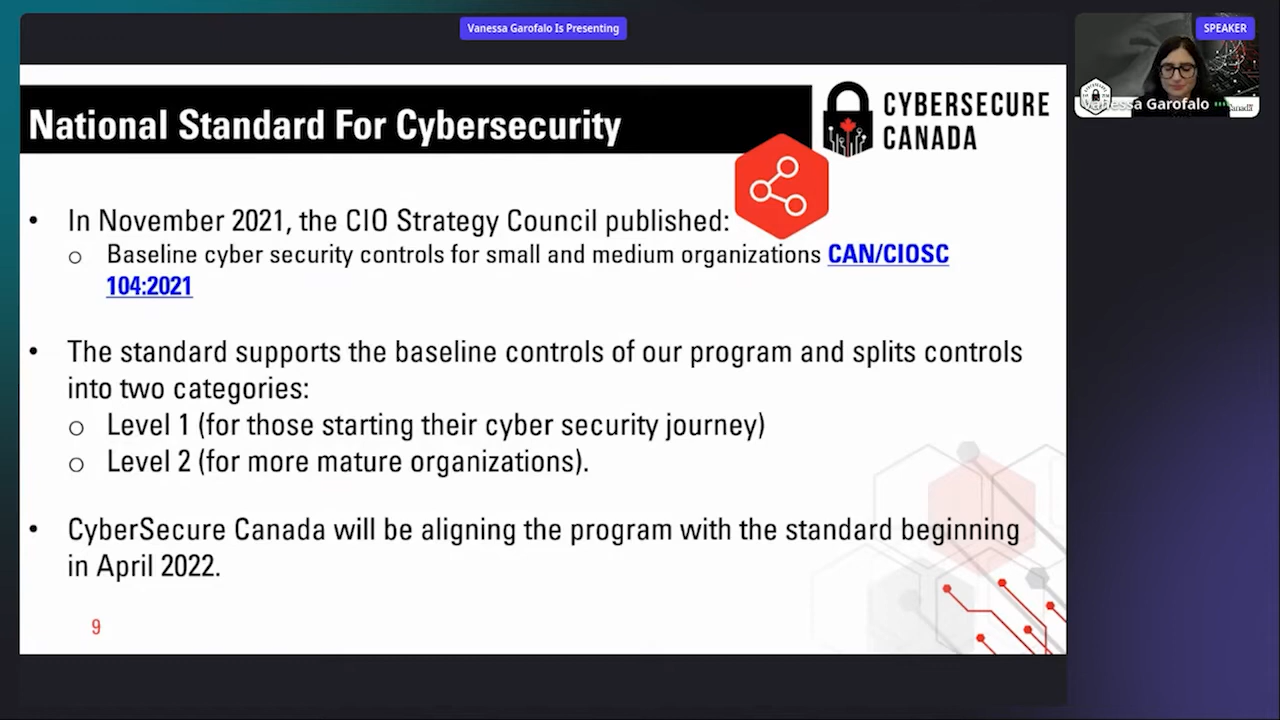 Vanessa Garofalo Is Presenting
SPEAKER
Vanessa Garofalo
National Standard For Cybersecurity
CYBERSECURE
CANADA
• In November 2021, the CIO Strategy Council published:
o Baseline cyber security controls for small and medium organizations CAN/CIOSC
104:2021
• The standard supports the baseline controls of our program and splits controls
into two categories:
o Level 1 (for those starting their cyber security journey)
o Level 2 (for more mature organizations).
• CyberSecure Canada will be aligning the program with the standard beginning
in April 2022.
9